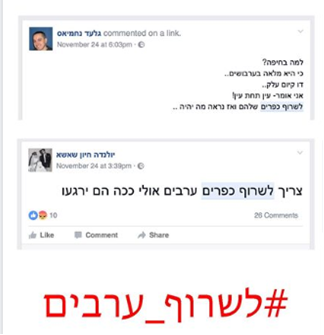 גלעד נחמיאס commented on a link.
November 24 at 6:03pm
למה בחיפה?
כי היא מלאה בערבושים..
דו קיום עלק..
אני אומר- עין תחת עין!
לשרוף כפרים שלהם ואז נראה מה יהיה ..
יולנדה חיון שאשא
November 24 at 3:39pm
צריך לשרוף כפרים ערבים אולי ככה הם ירגעו
10
26 Comments
Like Comment Share
#לשרוף_ערבים